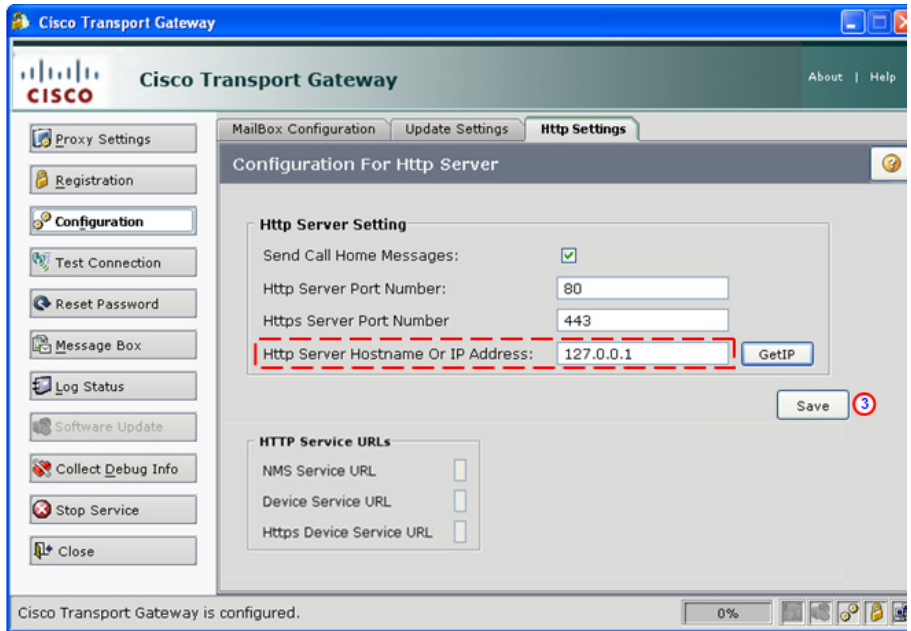 Cisco Transport Gateway
CISCO
Cisco Transport Gateway
About | Help
Proxy Settings
Registration
Configuration
Test Connection
Reset Password
Message Box
Log Status
Software Update
Collect Debug Info
Stop Service
Close
MailBox Configuration
Update Settings
Http Settings
Configuration For Http Server
?
Http Server Setting
Send Call Home Messages:
Http Server Port Number: 80
Https Server Port Number 443
Http Server Hostname Or IP Address: 127.0.0.1 GetIP
Save 3
HTTP Service URLs
NMS Service URL
Device Service URL
Https Device Service URL
Cisco Transport Gateway is configured.
0%